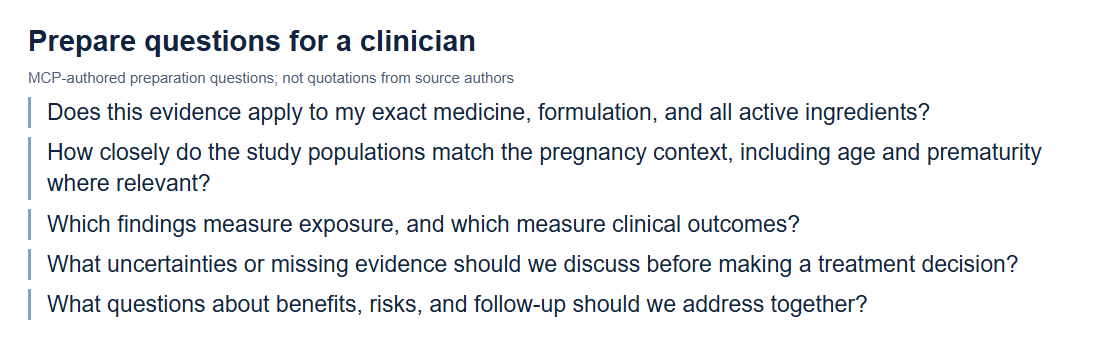 Prepare questions for a clinician
MCP-authored preparation questions; not quotations from source authors
Does this evidence apply to my exact medicine, formulation, and all active ingredients?
How closely do the study populations match the pregnancy context, including age and prematurity
where relevant?
Which findings measure exposure, and which measure clinical outcomes?
What uncertainties or missing evidence should we discuss before making a treatment decision?
What questions about benefits, risks, and follow-up should we address together?